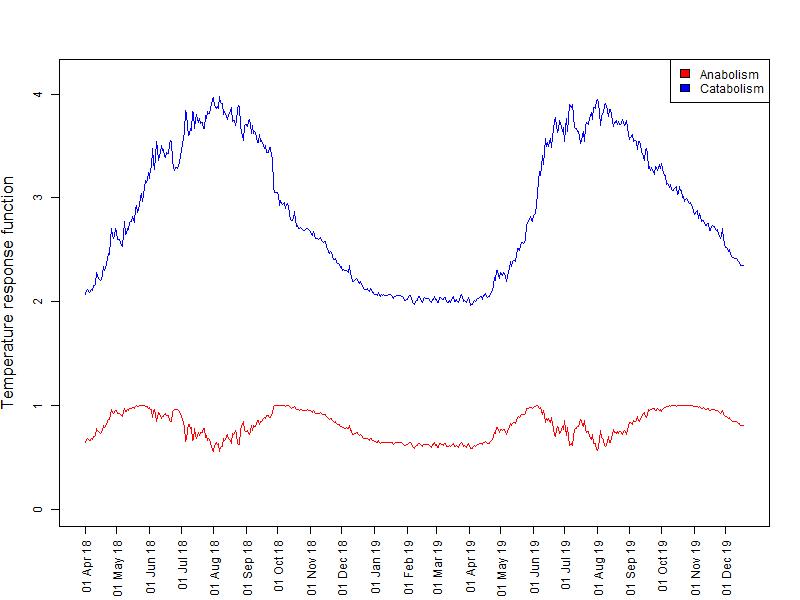 Anabolism
Catabolism
Temperature response function
4
3
2
1
0
01 Apr 18
01 May 18
01 Jun 18
01 Jul 18
01 Aug 18
01 Sep 18
01 Oct 18
01 Nov 18
01 Dec 18
01 Jan 19
01 Feb 19
01 Mar 19
01 Apr 19
01 May 19
01 Jun 19
01 Jul 19
01 Aug 19
01 Sep 19
01 Oct 19
01 Nov 19
01 Dec 19